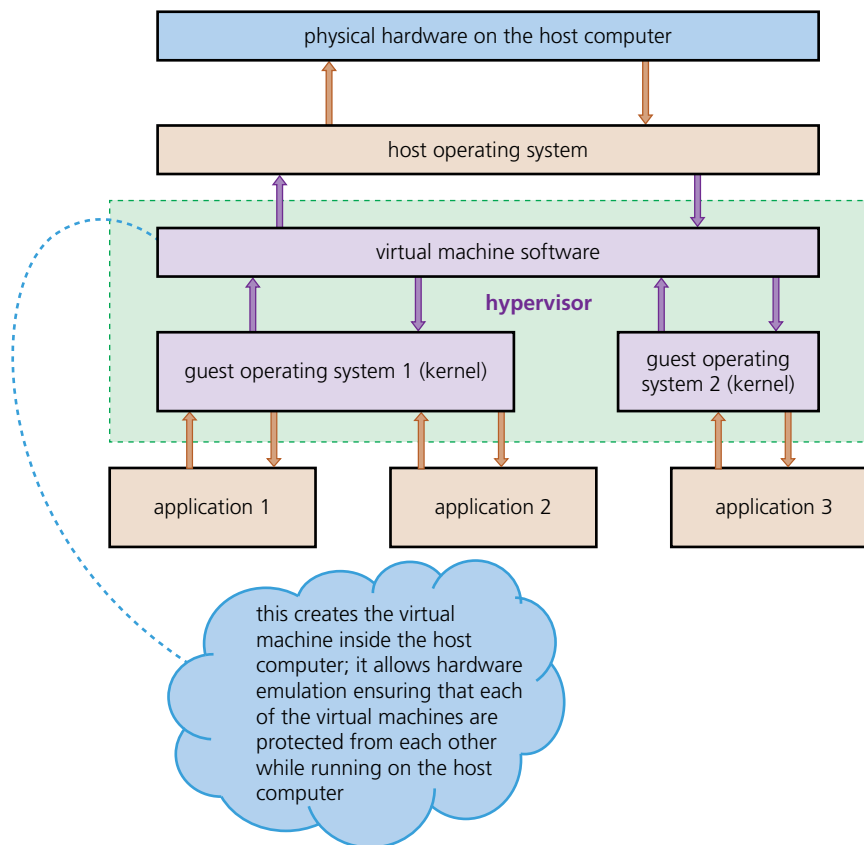 physical hardware on the host computer
host operating system
virtual machine software
hypervisor
guest operating system 1 (kernel)
guest operating
system 2 (kernel)
application 1
application 2
application 3
this creates the virtual
machine inside the host
computer; it allows hardware
emulation ensuring that each
of the virtual machines are
protected from each other
while running on the host
computer